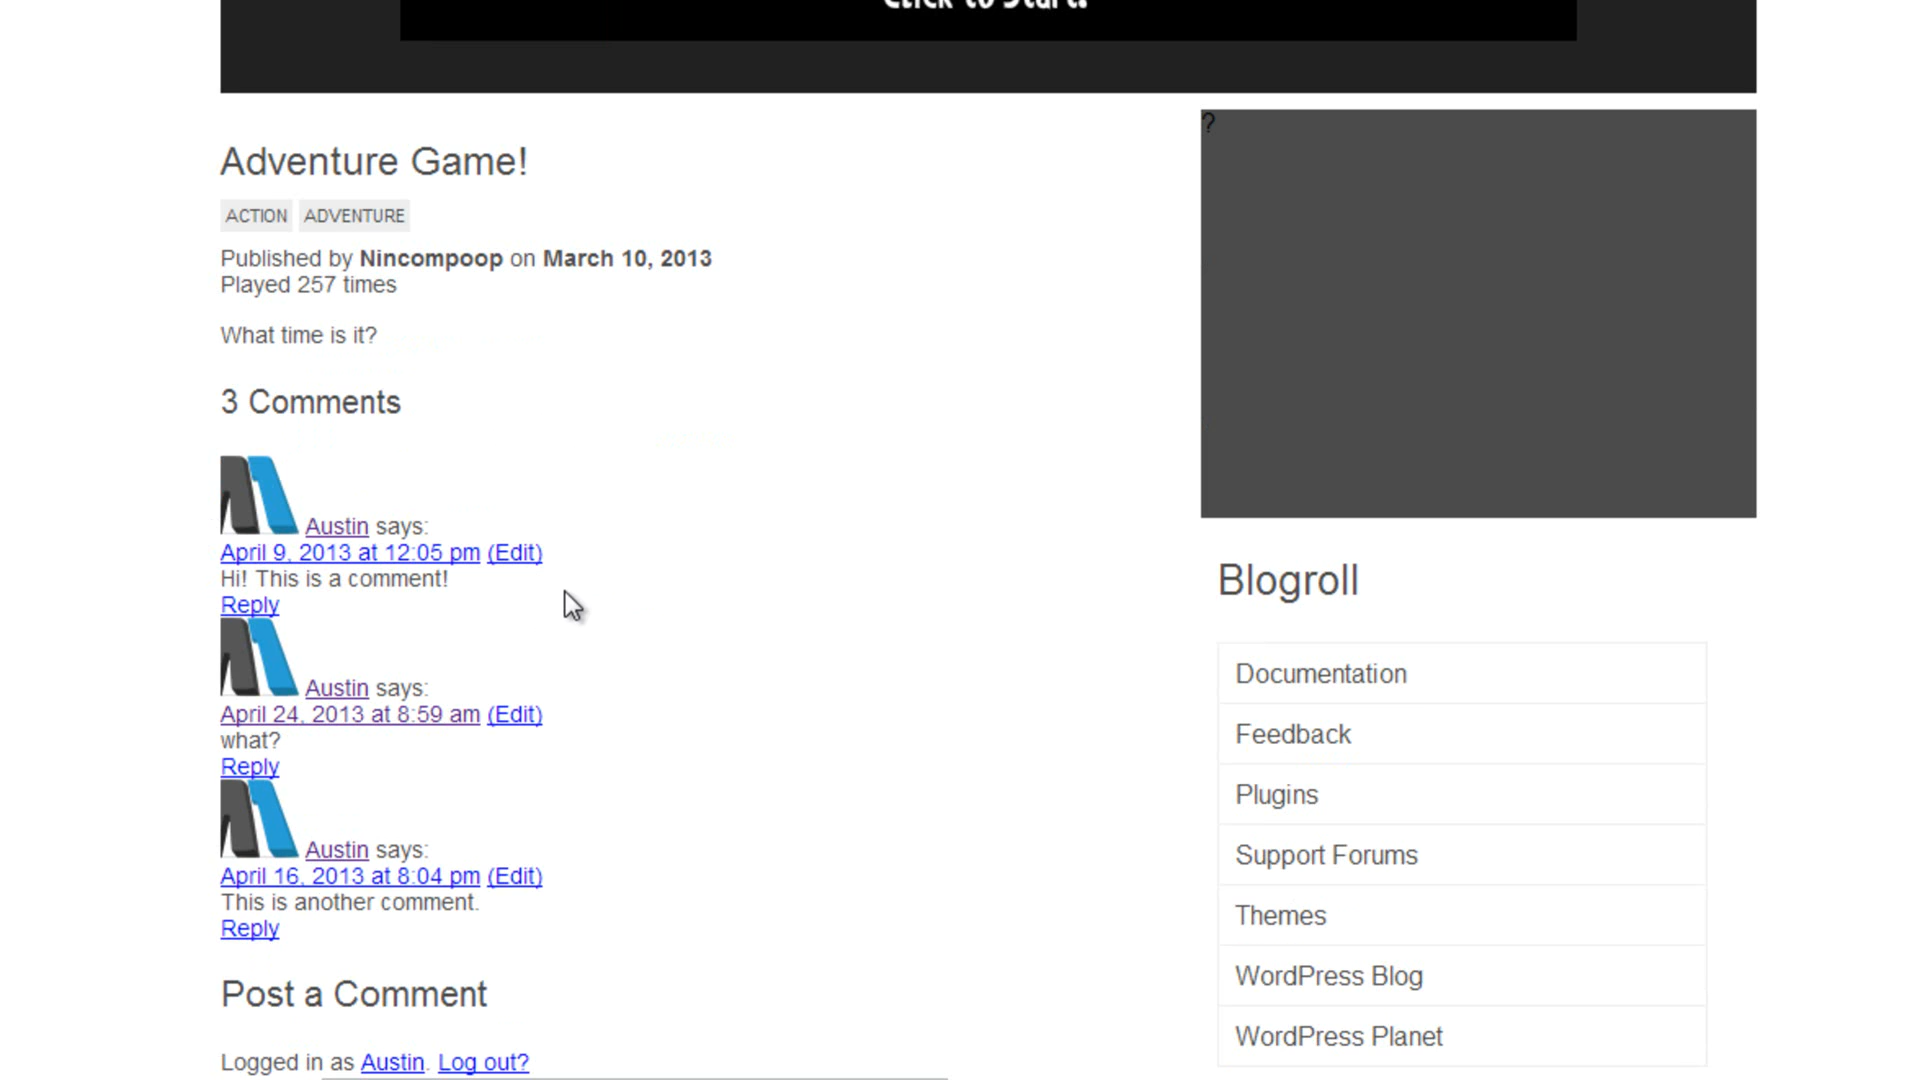 Click to Start!
?
Adventure Game!
ACTION ADVENTURE
Published by Nincompoop on March 10, 2013
Played 257 times
What time is it?
3 Comments
Austin says:
April 9, 2013 at 12:05 pm (Edit)
Hi! This is a comment!
Reply
Austin says:
April 24, 2013 at 8:59 am (Edit)
what?
Reply
Austin says:
April 16, 2013 at 8:04 pm (Edit)
This is another comment.
Reply
Post a Comment
Logged in as Austin. Log out?
Blogroll
Documentation
Feedback
Plugins
Support Forums
Themes
WordPress Blog
WordPress Planet